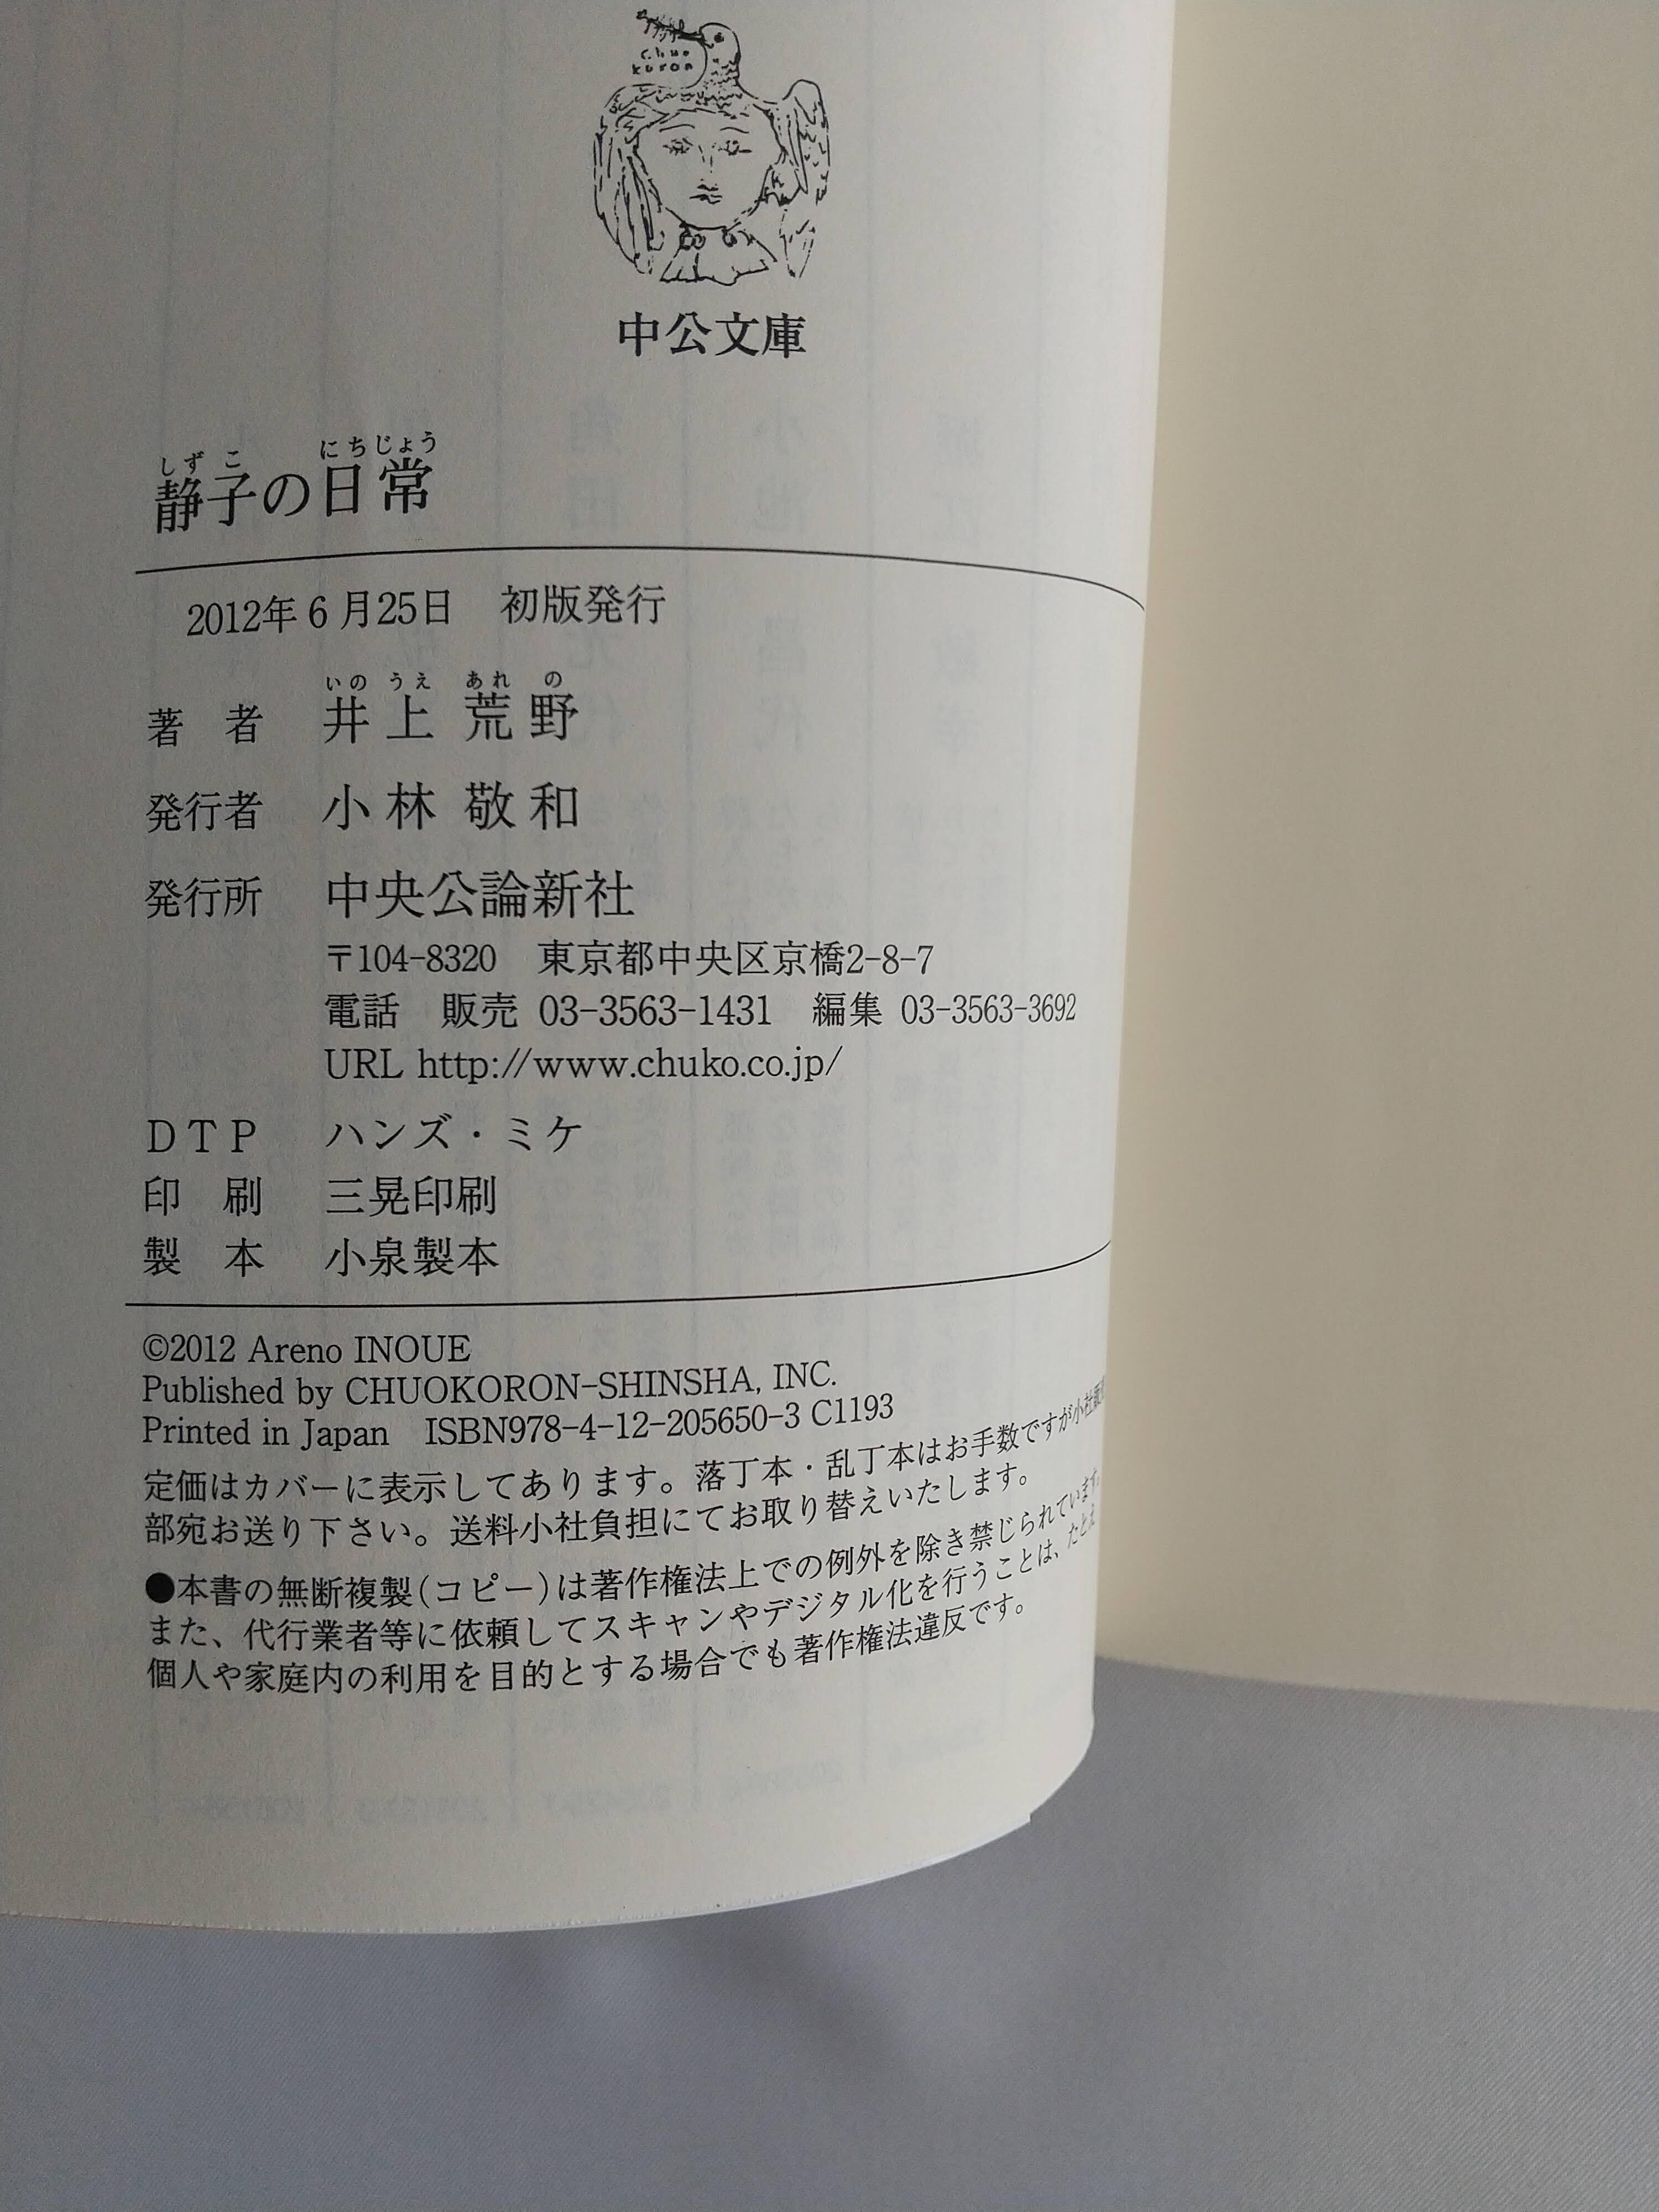 Chuo
koron
中公文庫
しずこ にちじょう
静子の日常
2012年6月25日 初版発行
いのうえ あれの
著 者 井上荒野
発行者 小林敬和
発行所 中央公論新社
〒104-8320 東京都中央区京橋2-8-7
電話 販売 03-3563-1431 編集 03-3563-3692
URL http://www.chuko.co.jp/
DTP ハンズ・ミケ
印 刷 三晃印刷
製 本 小泉製本
©2012 Areno INOUE
Published by CHUOKORON-SHINSHA, INC.
Printed in Japan ISBN978-4-12-205650-3 C1193
定価はカバーに表示してあります。落丁本・乱丁本はお手数ですが小社販売
部宛お送り下さい。送料小社負担にてお取り替えいたします。
●本書の無断複製(コピー)は著作権法上での例外を除き禁じられています。
また、代行業者等に依頼してスキャンやデジタル化を行うことは、たとえ
個人や家庭内の利用を目的とする場合でも著作権法違反です。